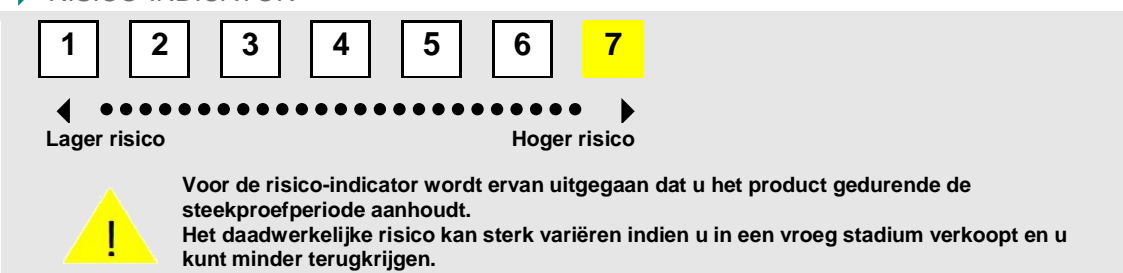 RISICO-INDICATOR
1 2 3 4 5 6 7
Lager risico Hoger risico
!
Voor de risico-indicator wordt ervan uitgegaan dat u het product gedurende de
steekproefperiode aanhoudt.
Het daadwerkelijke risico kan sterk variëren indien u in een vroeg stadium verkoopt en u
kunt minder terugkrijgen.